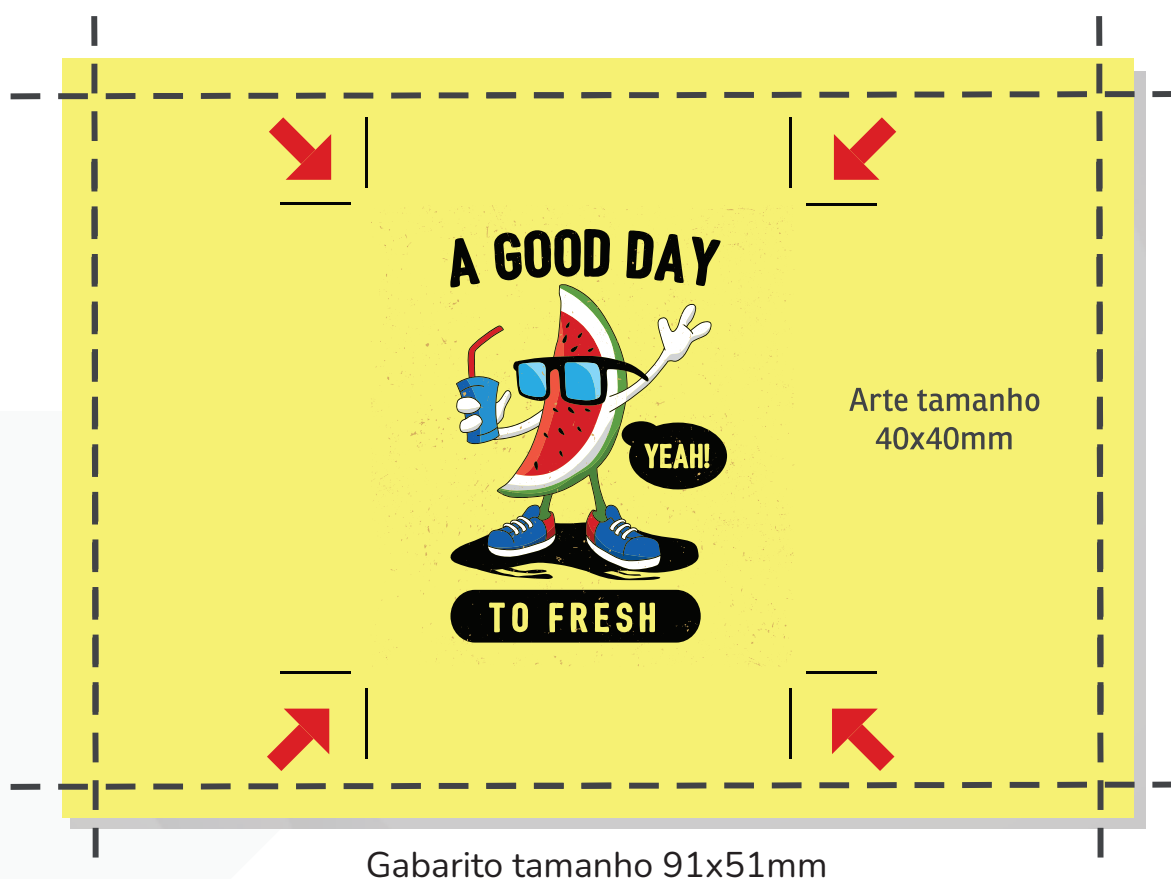 A GOOD DAY
YEAH!
TO FRESH
Arte tamanho
40x40mm
Gabarito tamanho 91x51mm